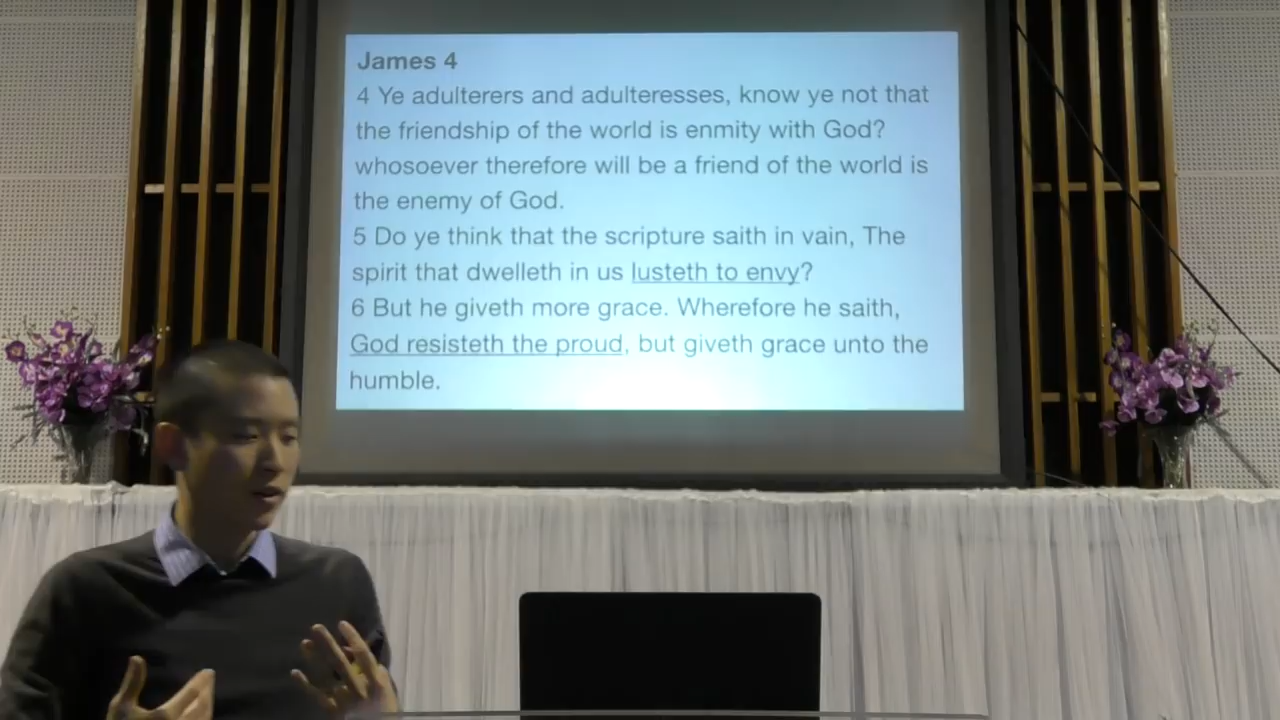 James 4
4 Ye adulterers and adulteresses, know ye not that
the friendship of the world is enmity with God?
whosoever therefore will be a friend of the world is
the enemy of God.
5 Do ye think that the scripture saith in vain, The
spirit that dwelleth in us lusteth to envy?
6 But he giveth more grace. Wherefore he saith,
God resisteth the proud, but giveth grace unto the
humble.